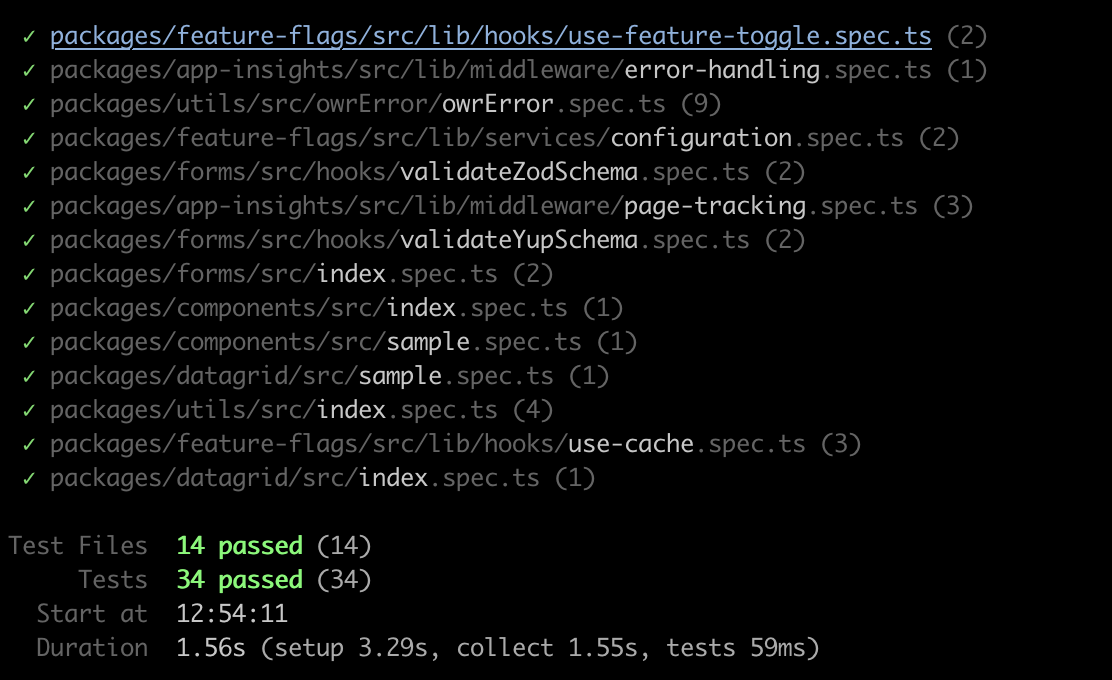 ✓ packages/feature-flags/src/lib/hooks/use-feature-toggle.spec.ts (2)
✓ packages/app-insights/src/lib/middleware/error-handling.spec.ts (1)
✓ packages/utils/src/owrError/owrError.spec.ts (9)
✓ packages/feature-flags/src/lib/services/configuration.spec.ts (2)
✓ packages/forms/src/hooks/validateZodSchema.spec.ts (2)
✓ packages/app-insights/src/lib/middleware/page-tracking.spec.ts (3)
✓ packages/forms/src/hooks/validateYupSchema.spec.ts (2)
✓ packages/forms/src/index.spec.ts (2)
✓ packages/components/src/index.spec.ts (1)
✓ packages/components/src/sample.spec.ts (1)
✓ packages/datagrid/src/sample.spec.ts (1)
✓ packages/utils/src/index.spec.ts (4)
✓ packages/feature-flags/src/lib/hooks/use-cache.spec.ts (3)
✓ packages/datagrid/src/index.spec.ts (1)
Test Files 14 passed (14)
Tests 34 passed (34)
Start at 12:54:11
Duration 1.56s (setup 3.29s, collect 1.55s, tests 59ms)